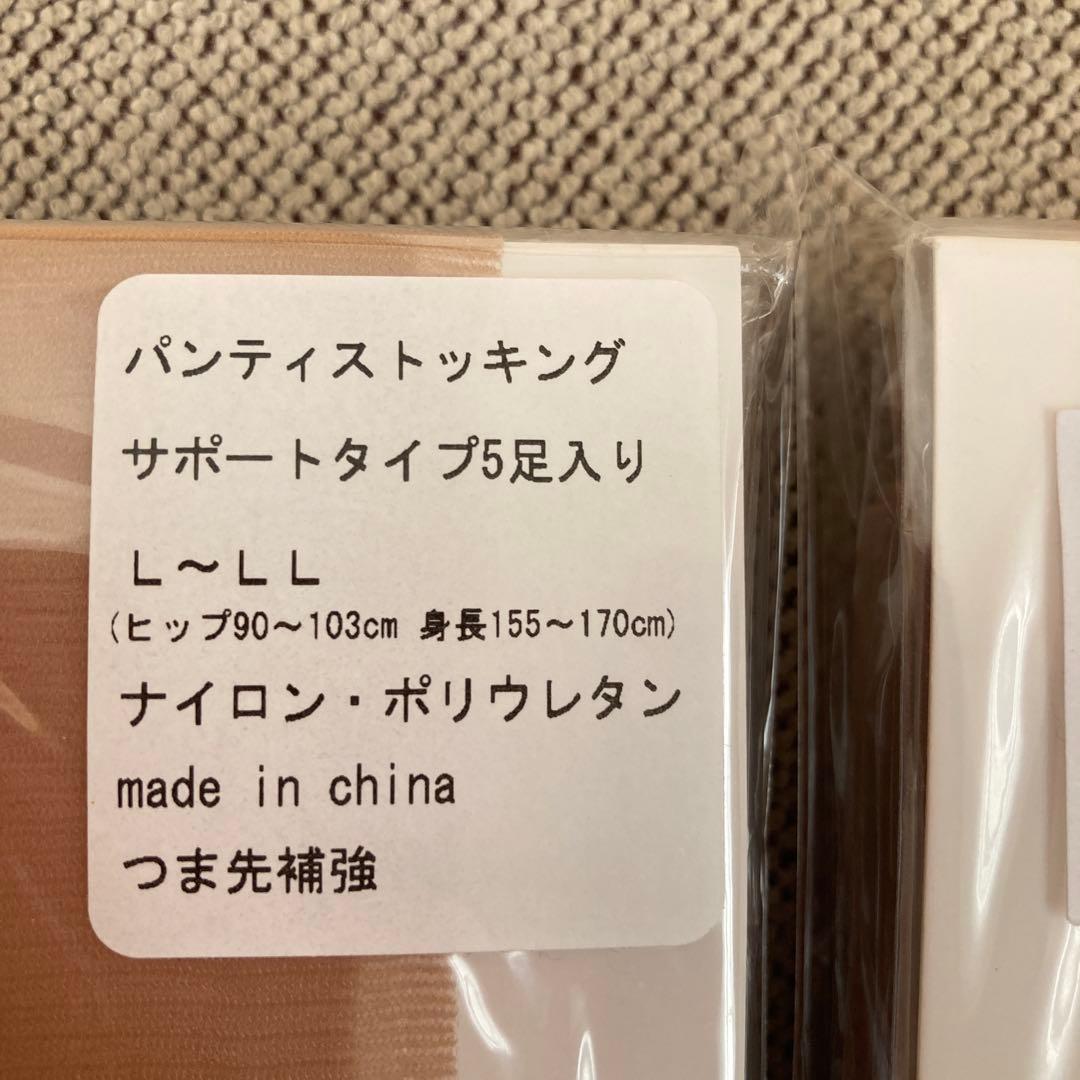 パンティストッキング
サポートタイプ5足入り
L～LL
(ヒップ90～103cm 身長155～170cm)
ナイロン・ポリウレタン
made in china
つま先補強